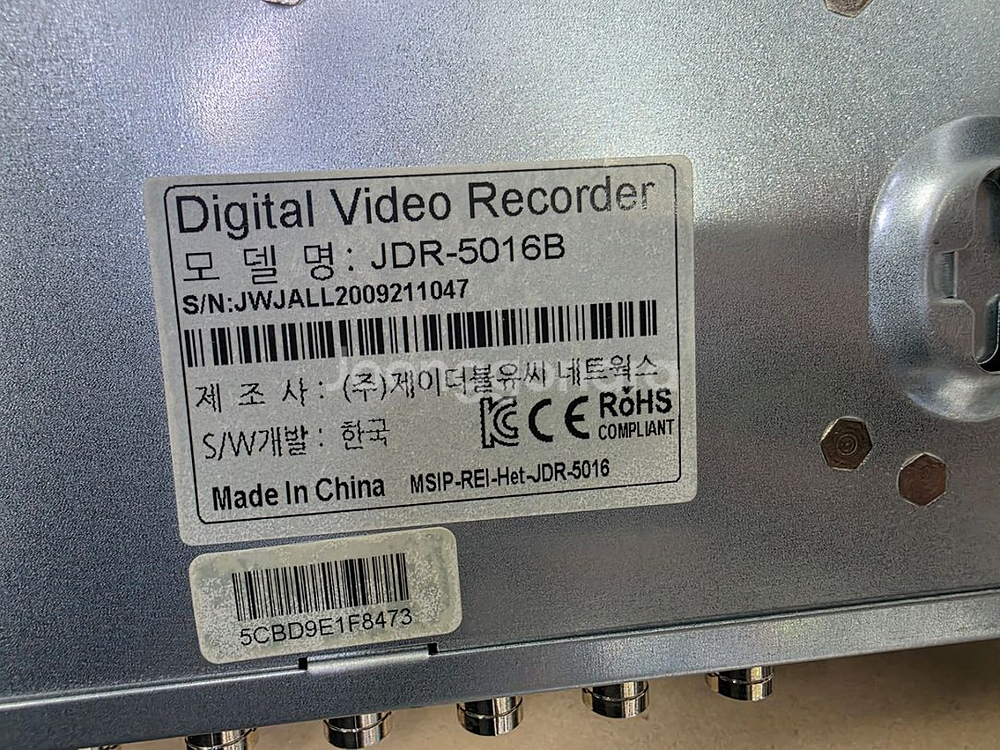 Digital Video Recorder
모 델 명 : JDR-5016B
S/N:JWJALL2009211047
제 조 사 : (주)제이더블유씨 네트웍스
S/W개발 : 한국
CE RoHS
COMPLIANT
Made In China MSIP-REI-Het-JDR-5016
5CBD9E1F8473